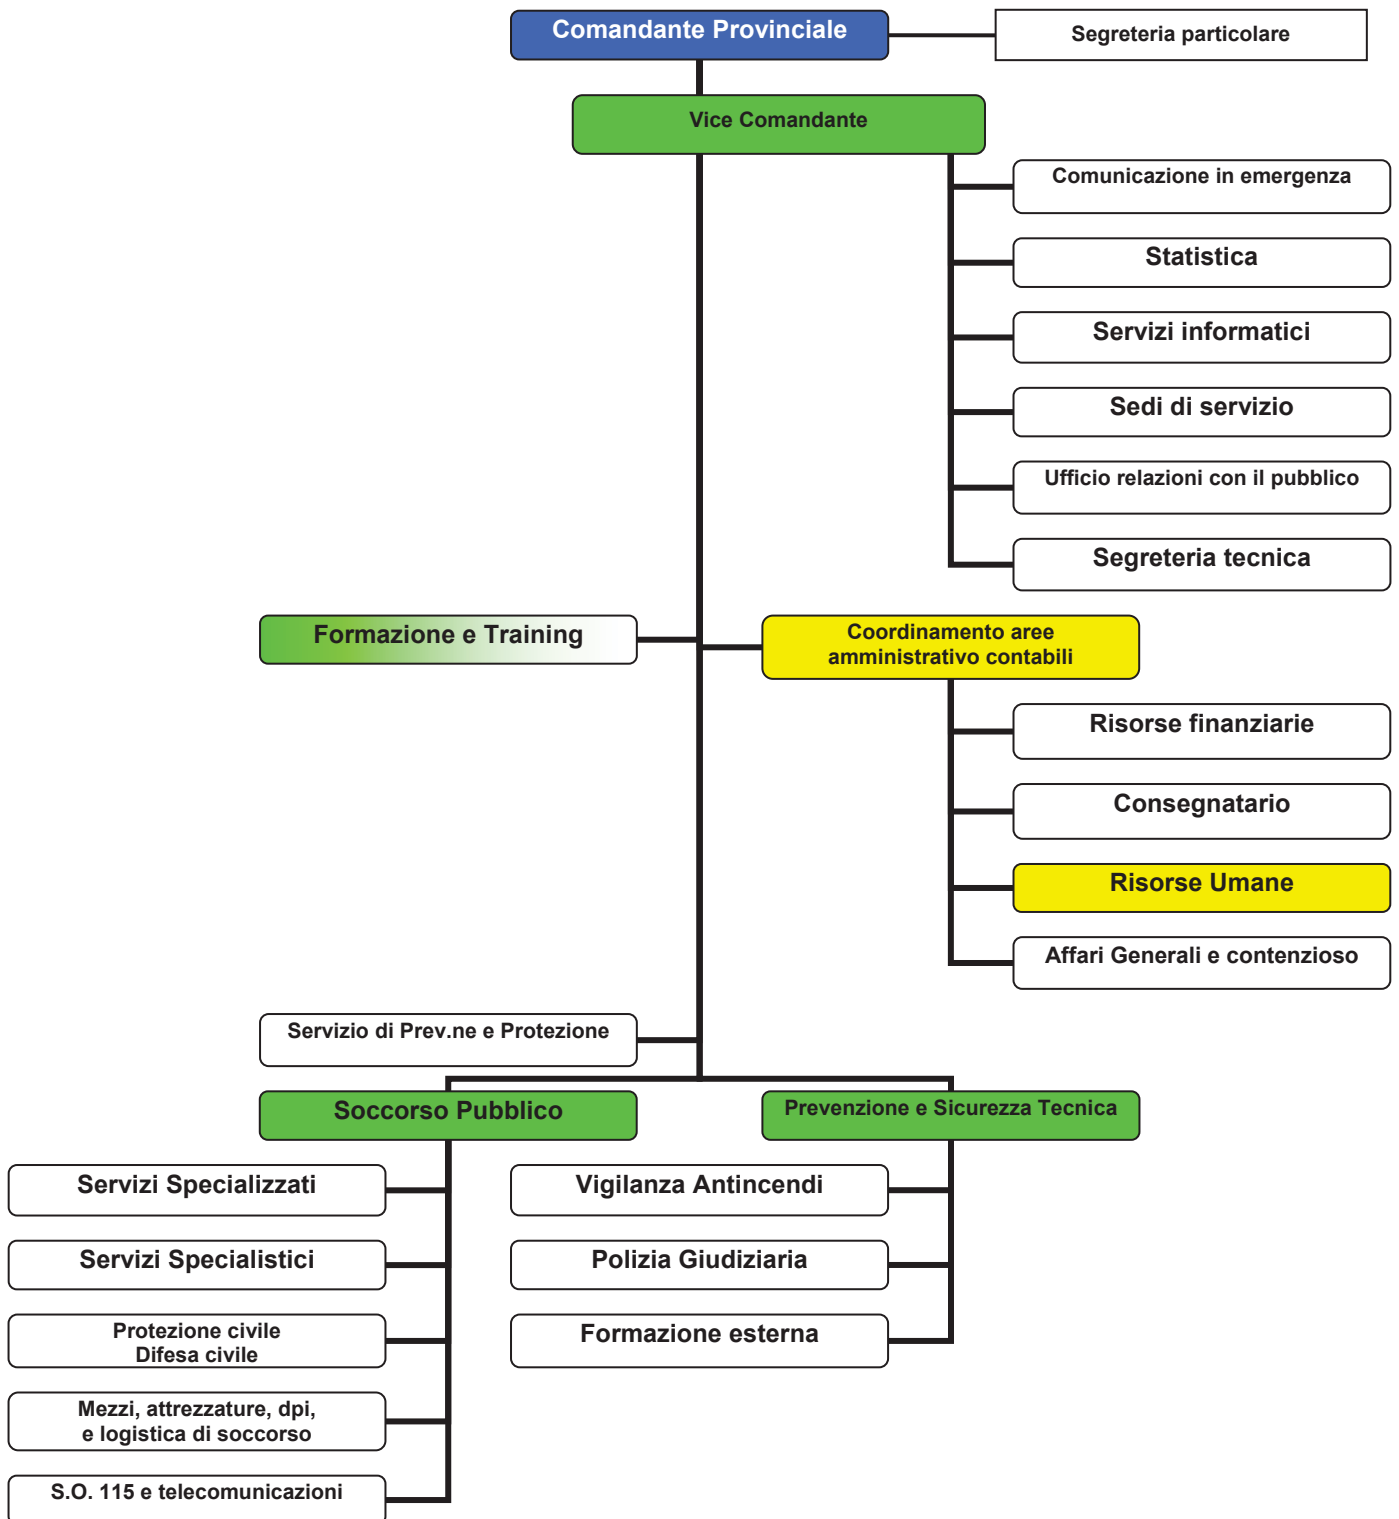 Comandante Provinciale
Segreteria particolare
Vice Comandante
Comunicazione in emergenza
Statistica
Servizi informatici
Sedi di servizio
Ufficio relazioni con il pubblico
Segreteria tecnica
Formazione e Training
Coordinamento aree
amministrativo contabili
Risorse finanziarie
Consegnatario
Risorse Umane
Affari Generali e contenzioso
Servizio di Prev.ne e Protezione
Soccorso Pubblico
Prevenzione e Sicurezza Tecnica
Servizi Specializzati
Servizi Specialistici
Protezione civile
Difesa civile
Mezzi, attrezzature, dpi,
e logistica di soccorso
S.O. 115 e telecomunicazioni
Vigilanza Antincendi
Polizia Giudiziaria
Formazione esterna